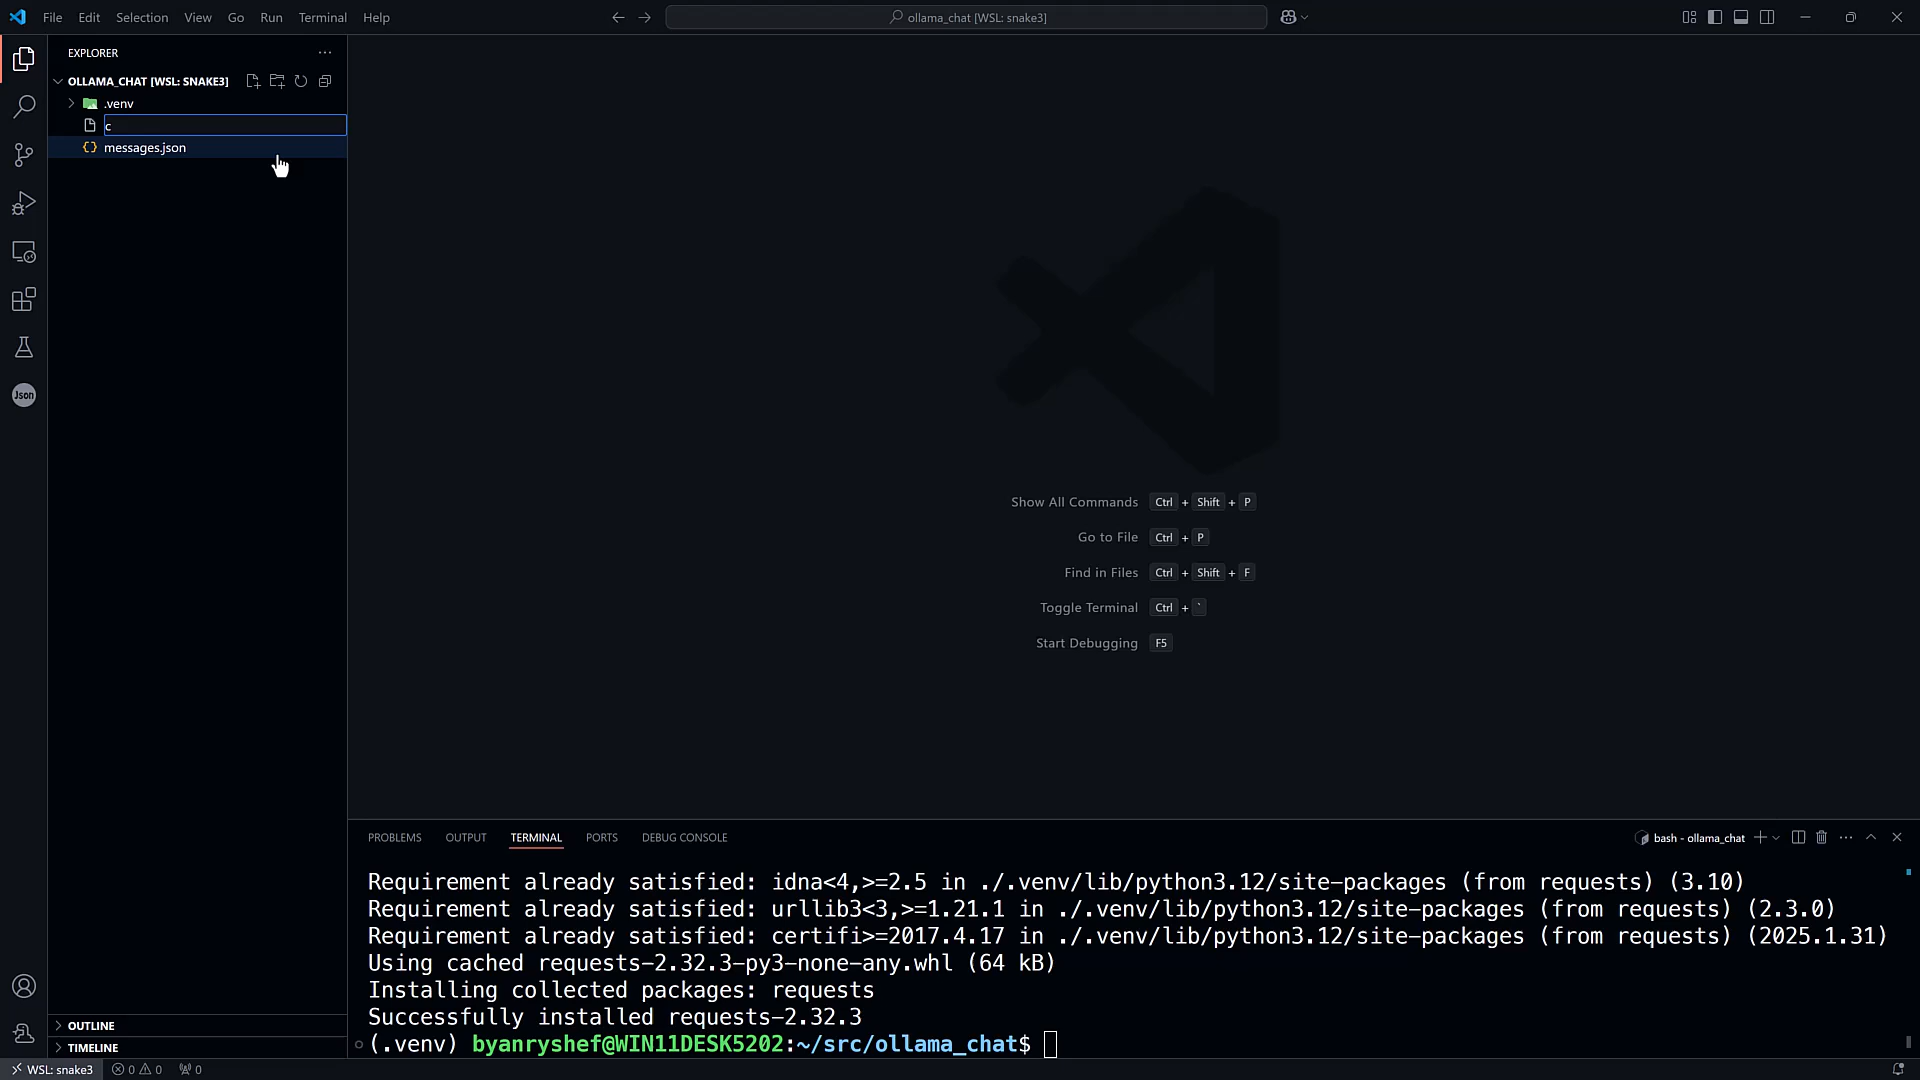 File Edit Selection View Go Run Terminal Help
ollama_chat [WSL: snake3]
EXPLORER
OLLAMA_CHAT [WSL: SNAKE3]
.venv
c
messages.json
Json
Show All Commands Ctrl + Shift + P
Go to File Ctrl + P
Find in Files Ctrl + Shift + F
Toggle Terminal Ctrl + `
Start Debugging F5
PROBLEMS OUTPUT TERMINAL PORTS DEBUG CONSOLE
bash - ollama_chat
Requirement already satisfied: idna<4,>=2.5 in ./.venv/lib/python3.12/site-packages (from requests) (3.10)
Requirement already satisfied: urllib3<3,>=1.21.1 in ./.venv/lib/python3.12/site-packages (from requests) (2.3.0)
Requirement already satisfied: certifi>=2017.4.17 in ./.venv/lib/python3.12/site-packages (from requests) (2025.1.31)
Using cached requests-2.32.3-py3-none-any.whl (64 kB)
Installing collected packages: requests
Successfully installed requests-2.32.3
(.venv) byanryshef@WIN11DESK5202:~/src/ollama_chat$
OUTLINE
TIMELINE
WSL: snake3 0 0 0